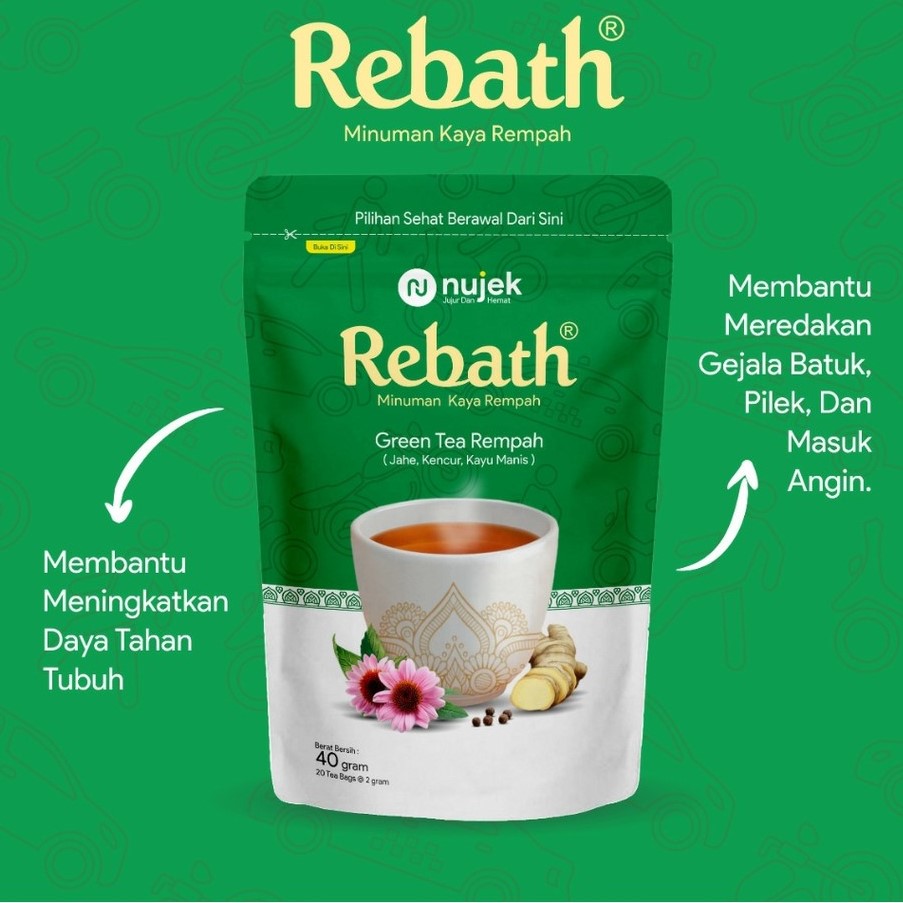 Rebath®
Minuman Kaya Rempah
Pilihan Sehat Berawal Dari Sini
Buka Di Sini
nujek
Jujur Dan Hemat
Rebath®
Minuman Kaya Rempah
Green Tea Rempah
( Jahe, Kencur, Kayu Manis )
Membantu
Meredakan
Gejala Batuk,
Pilek, Dan
Masuk
Angin.
Membantu
Meningkatkan
Daya Tahan
Tubuh
Berat Bersih :
40 gram
20 Tea Bags @ 2 gram